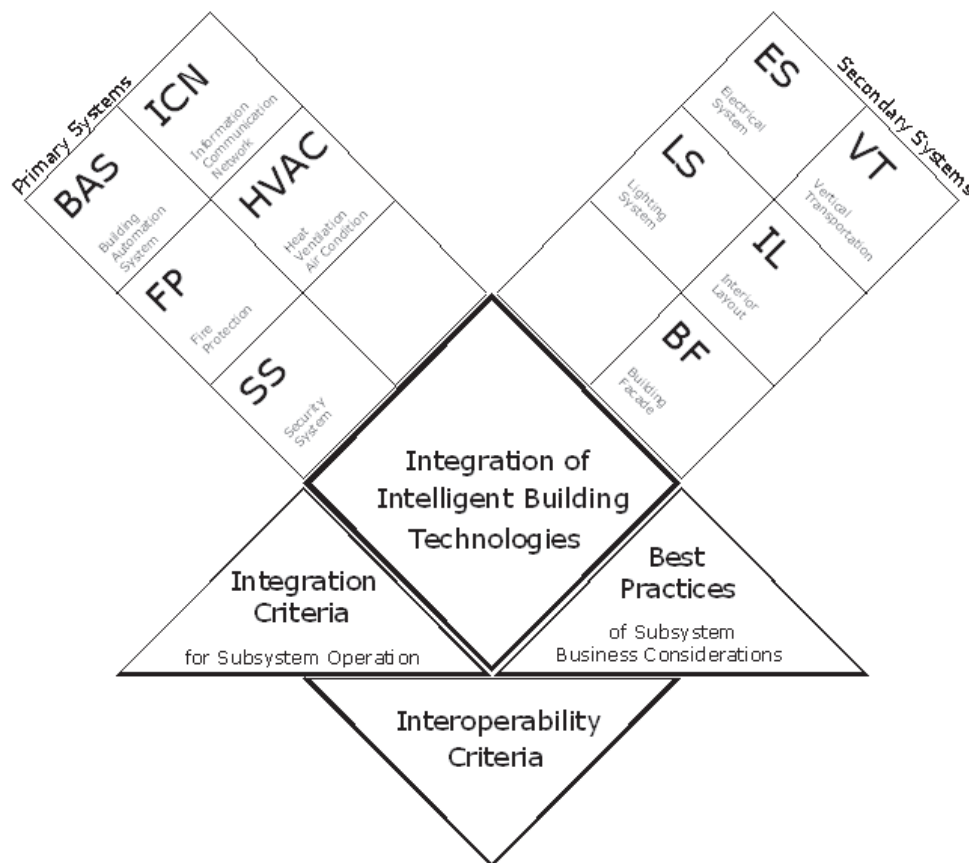 Primary Systems
ICN
Information
Communication
Network
BAS
Building
Automation
System
HVAC
Heat
Ventilation
Air Condition
FP
Fire
Protection
SS
Security
System
Secondary Systems
ES
Electrical
System
VT
Vertical
Transportation
LS
Lighting
System
IL
Interior
Layout
BF
Building
Facade
Integration of
Intelligent Building
Technologies
Integration
Criteria
for Subsystem Operation
Best
Practices
of Subsystem
Business Considerations
Interoperability
Criteria